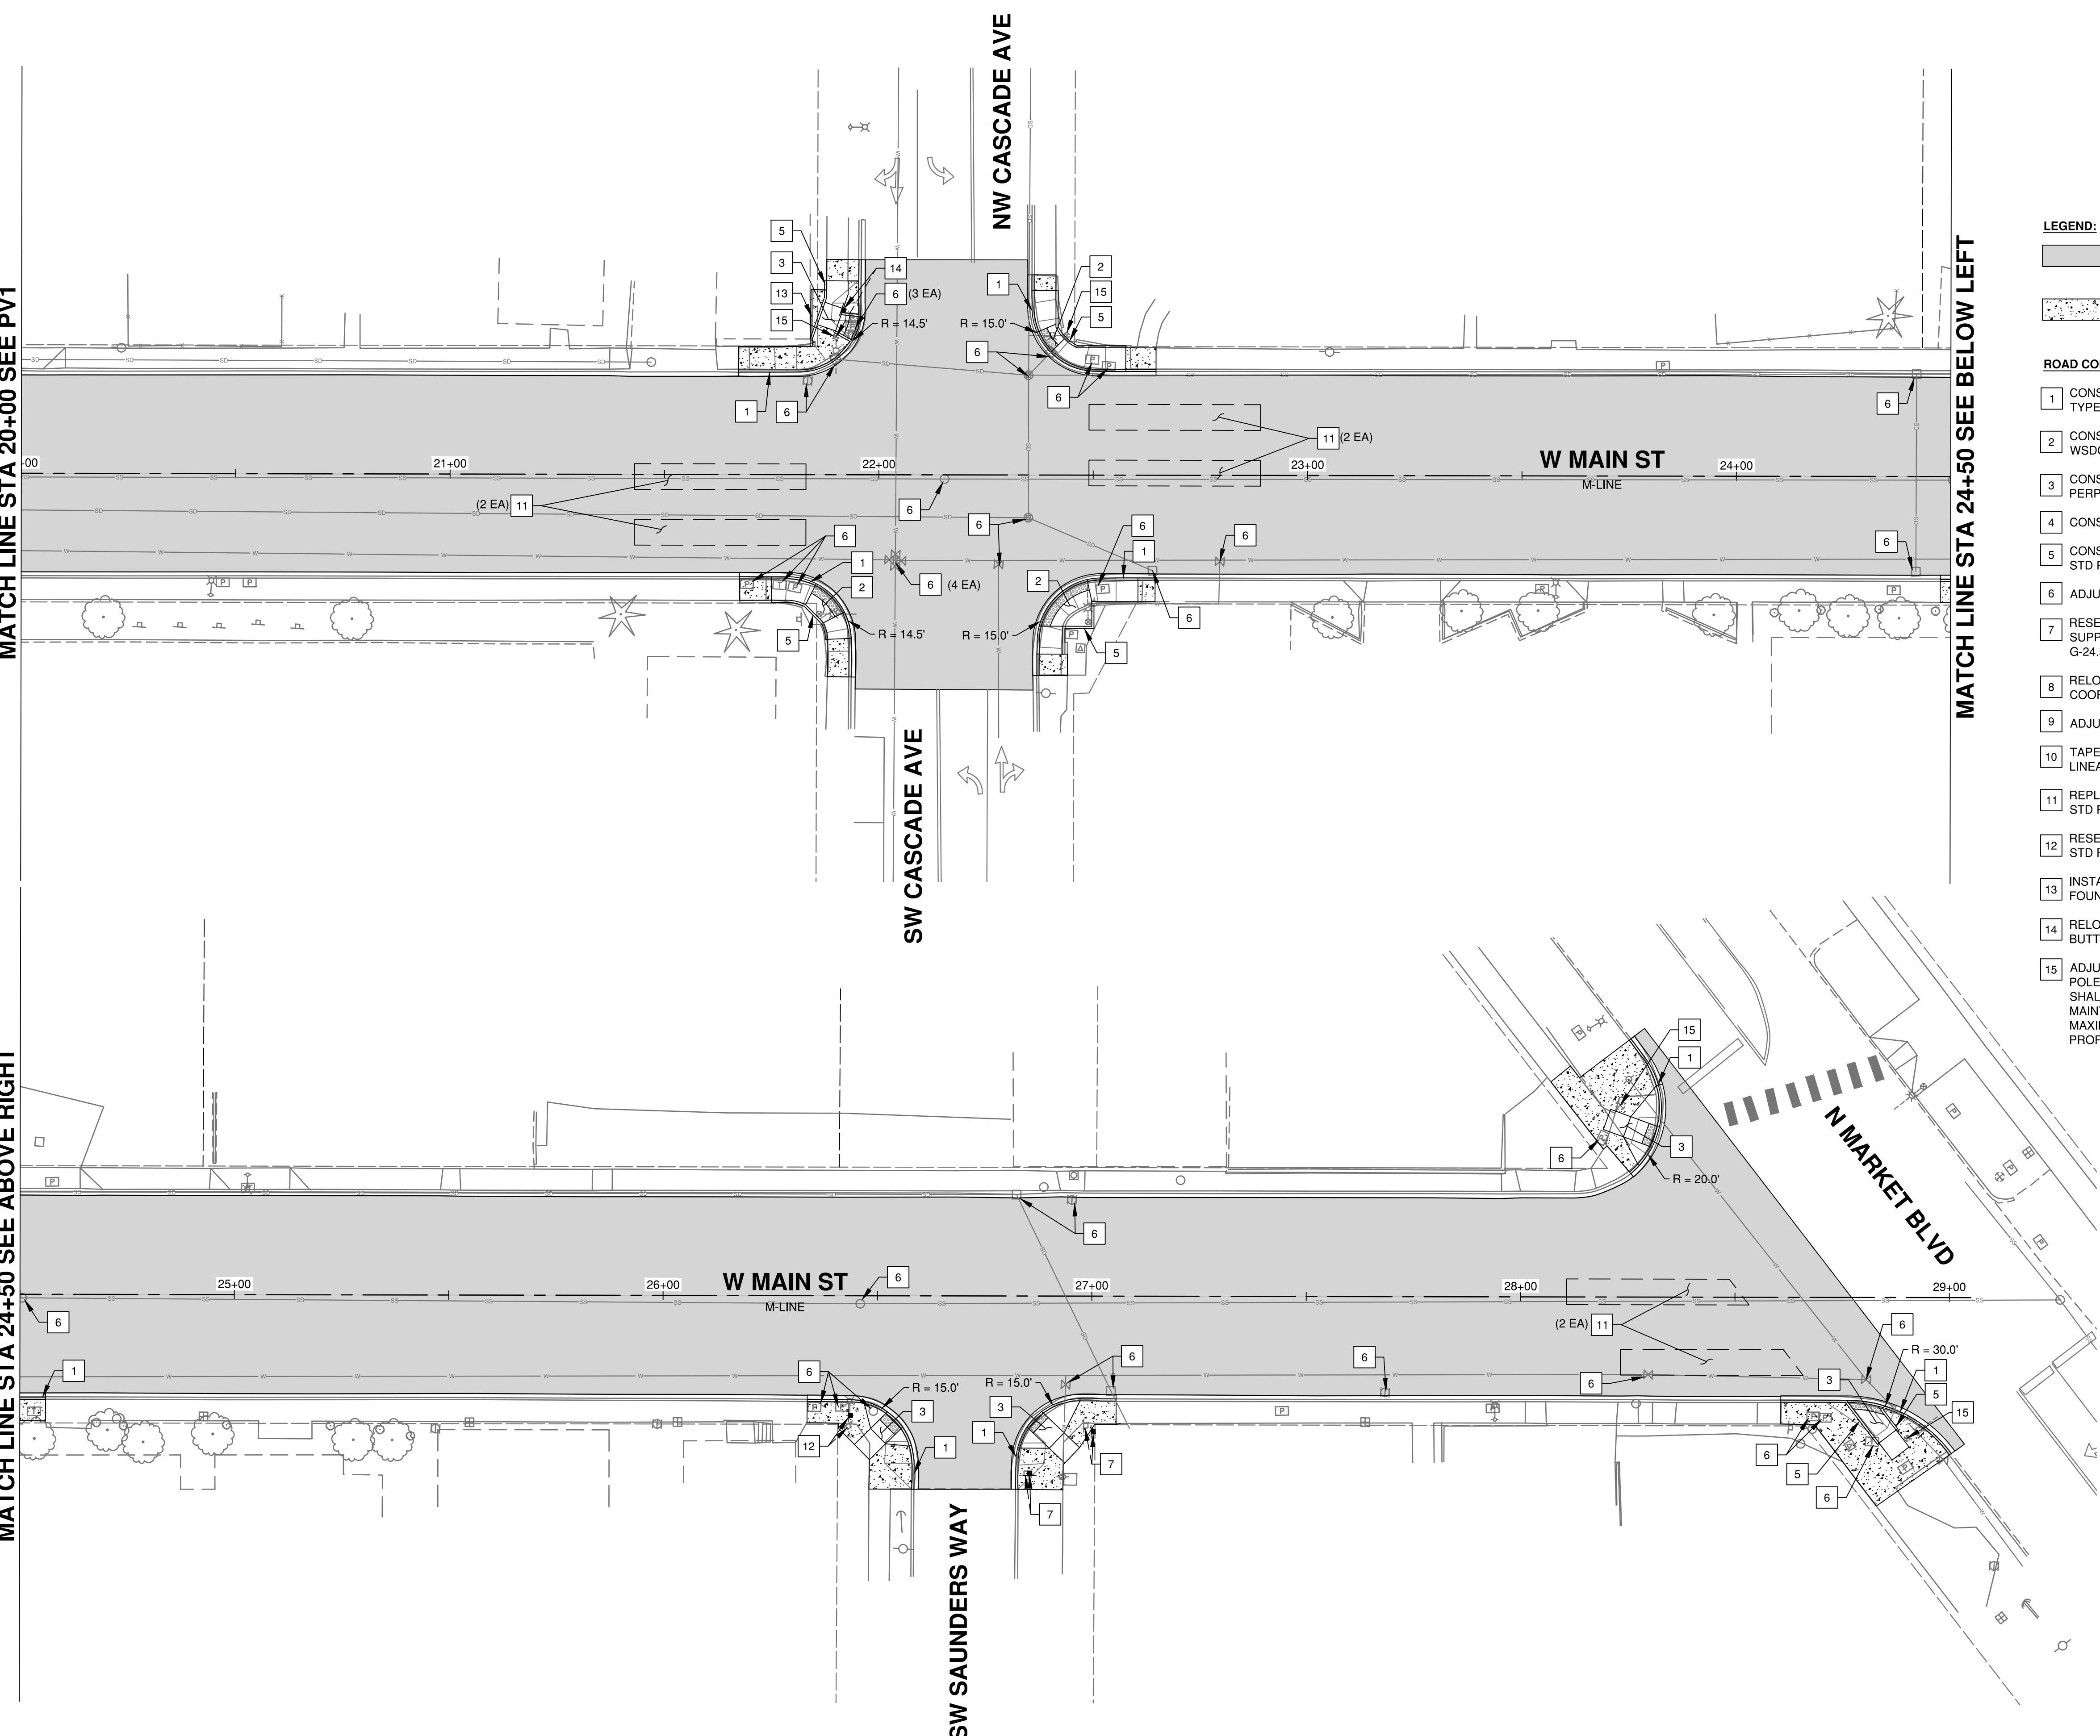 NW CASCADE AVE
MATCH LINE STA 20+00 SEE PV1
MATCH LINE STA 24+50 SEE BELOW LEFT
5
3
13
15
14
6 (3 EA)
R = 14.5'
1
6
1
R = 15.0'
2
15
5
6
6
6
11 (2 EA)
-00
21+00
22+00
23+00
24+00
W MAIN ST
M-LINE
(2 EA) 11
6
6
6
6
6
6
1
2
6 (4 EA)
2
1
6
5
R = 14.5'
R = 15.0'
5
SW CASCADE AVE
LEGEND:
ROAD CO
1 CONS
TYPE
2 CONS
WSD
3 CONS
PERP
4 CONS
5 CONS
STD
6 ADJU
7 RESE
SUPP
G-24.
8 RELO
COO
9 ADJU
10 TAPE
LINEA
11 REPL
STD
12 RESE
STD
13 INSTA
FOUN
14 RELO
BUTT
15 ADJU
POLE
SHAL
MAIN
MAXI
PROP
MATCH LINE STA 24+50 SEE ABOVE RIGHT
15
1
3
6
R = 20.0'
N MARKET BLVD
6
25+00
26+00
27+00
28+00
29+00
W MAIN ST
M-LINE
6
6
(2 EA) 11
1
6
R = 15.0'
3
12
1
R = 15.0'
3
1
6
7
7
6
6
6
R = 30.0'
3
1
5
15
6
5
6
SW SAUNDERS WAY